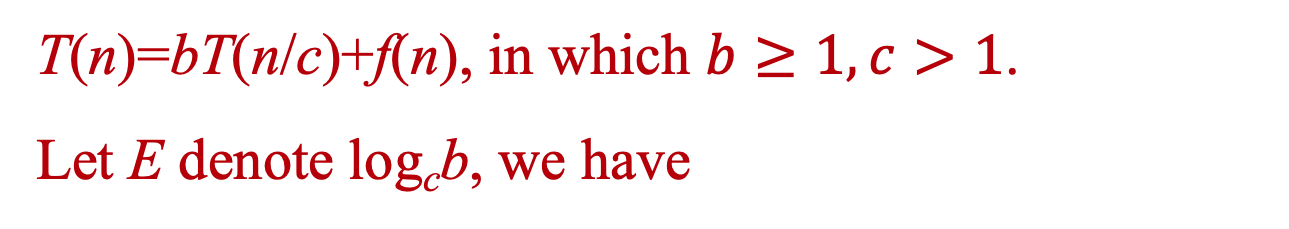 T(n)=bT(n/c)+f(n), in which b ≥ 1, c > 1.
Let E denote log_c b, we have